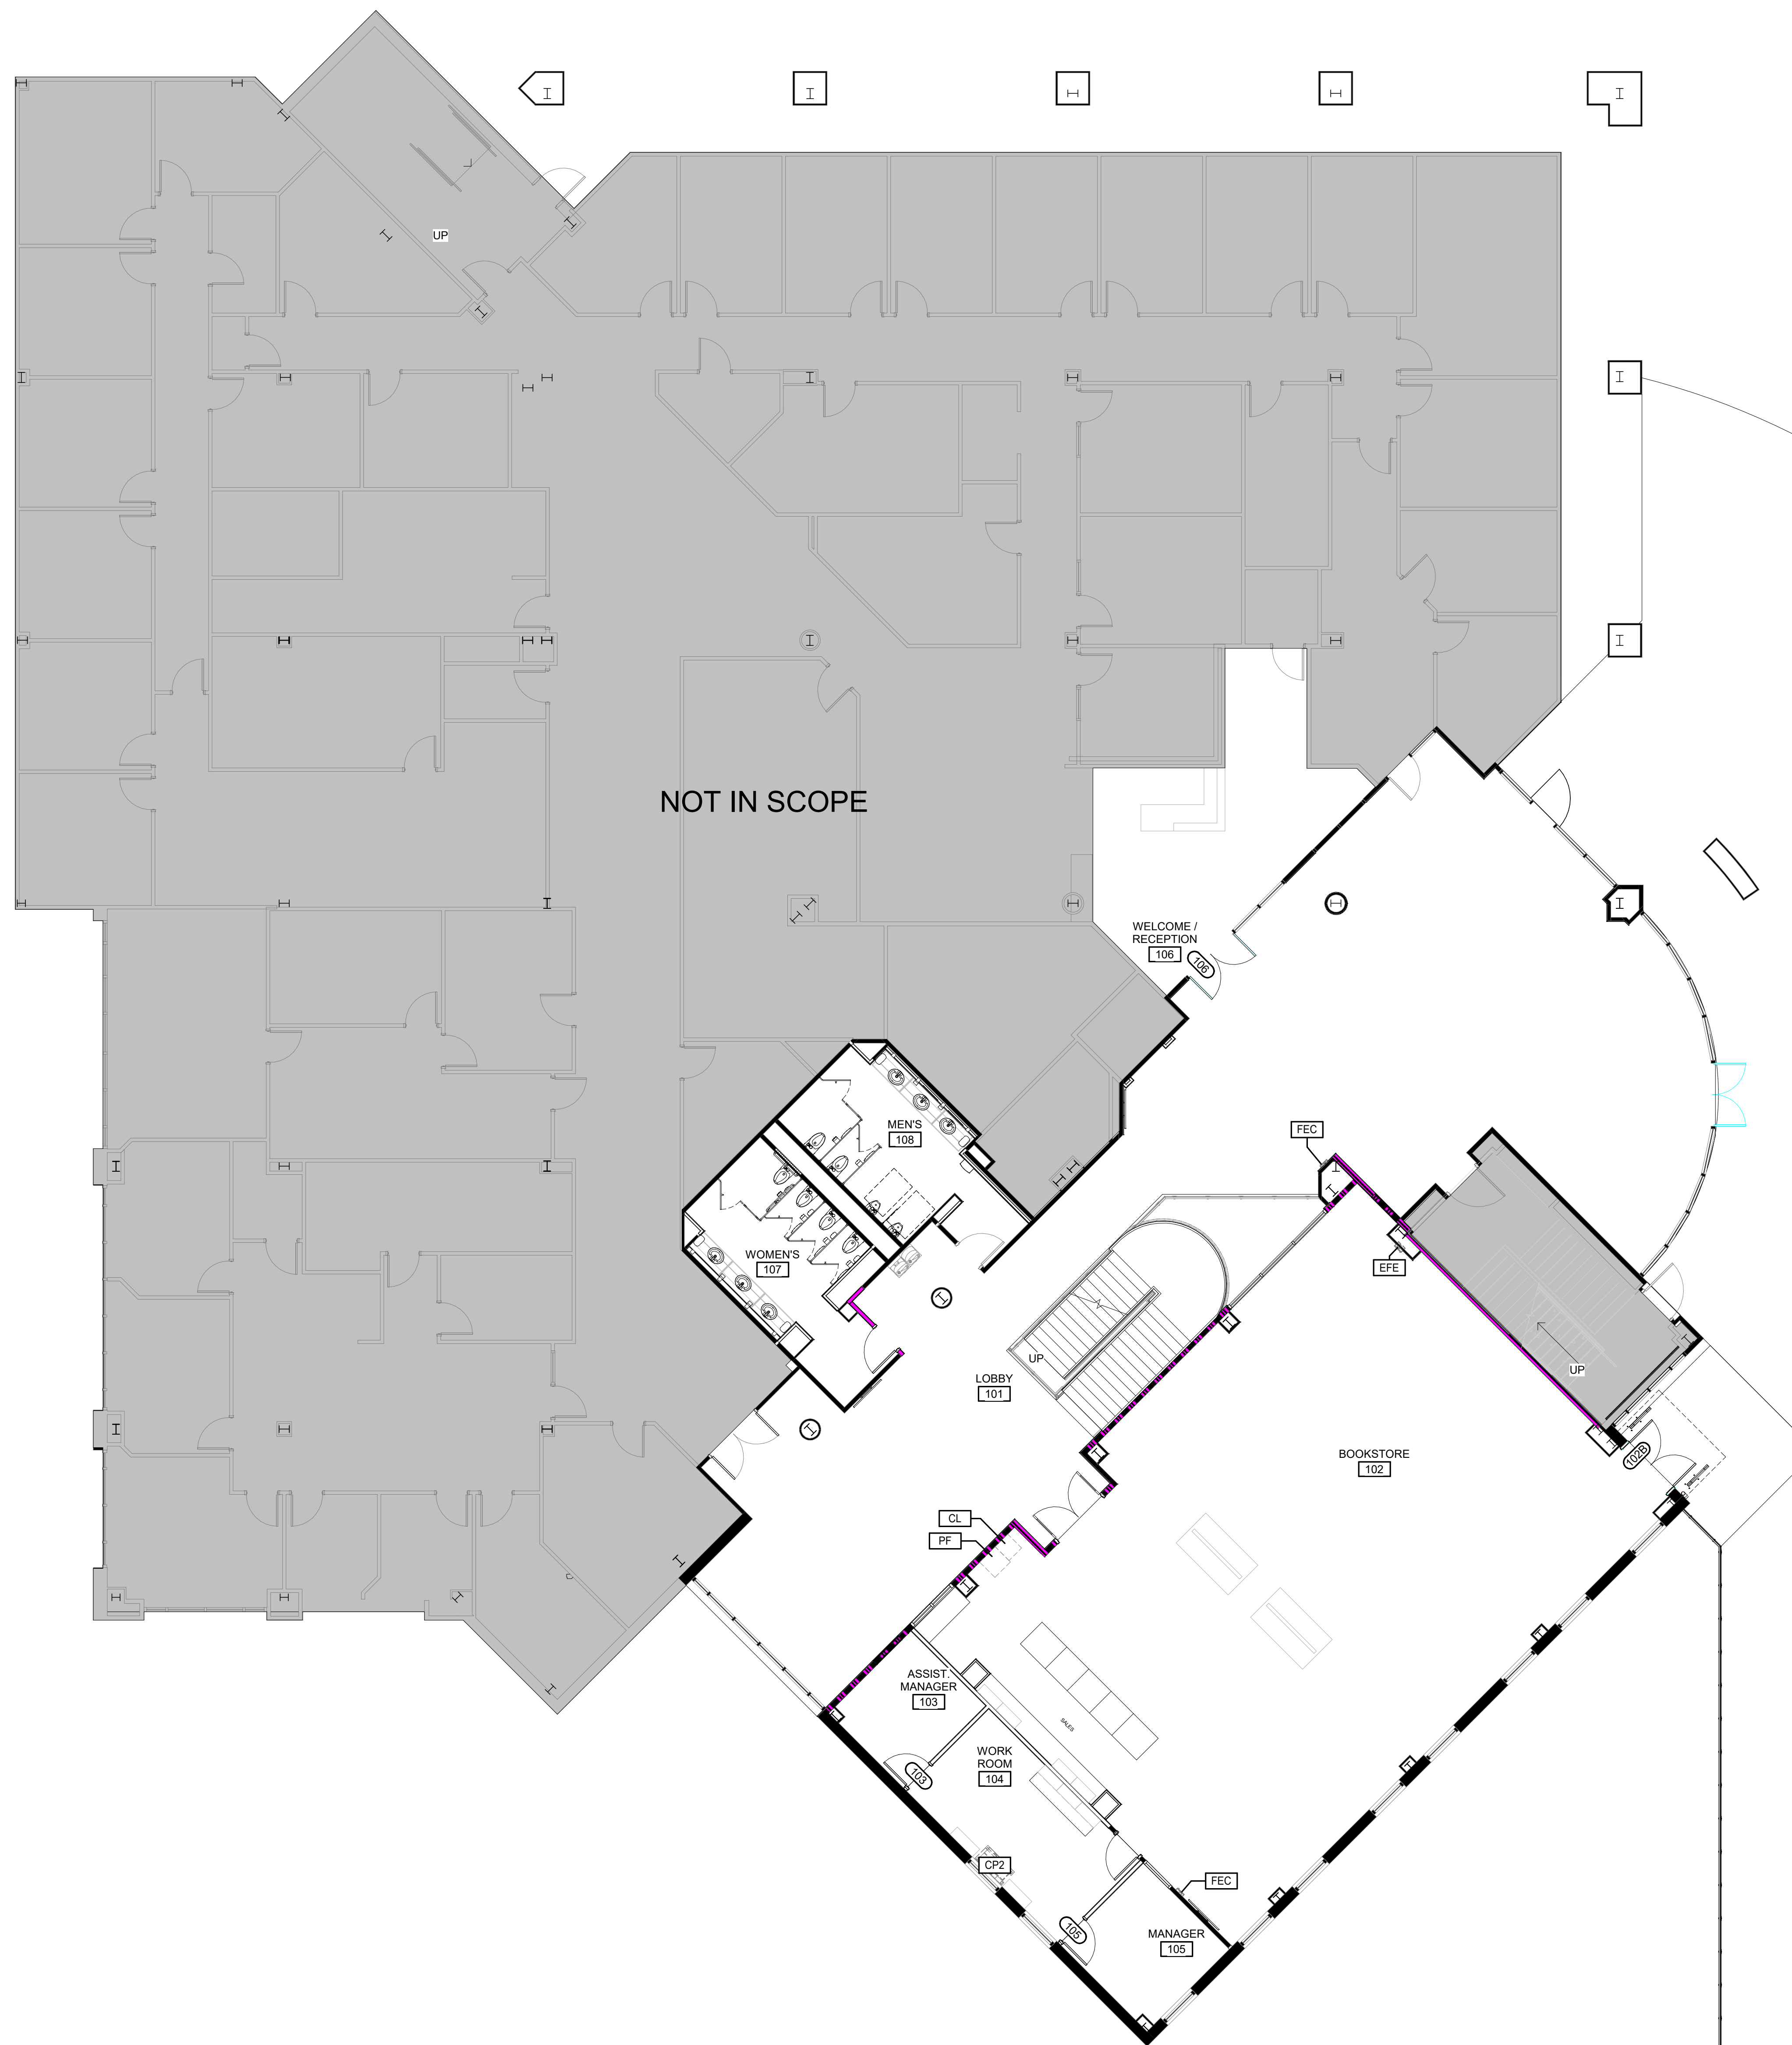 UP
NOT IN SCOPE
WELCOME /
RECEPTION
106
106
MEN'S
108
FEC
WOMEN'S
107
EFE
UP
LOBBY
101
UP
BOOKSTORE
102
102B
CL
PF
ASSIST.
MANAGER
103
SALES
WORK
ROOM
104
103
CP2
FEC
105
MANAGER
105